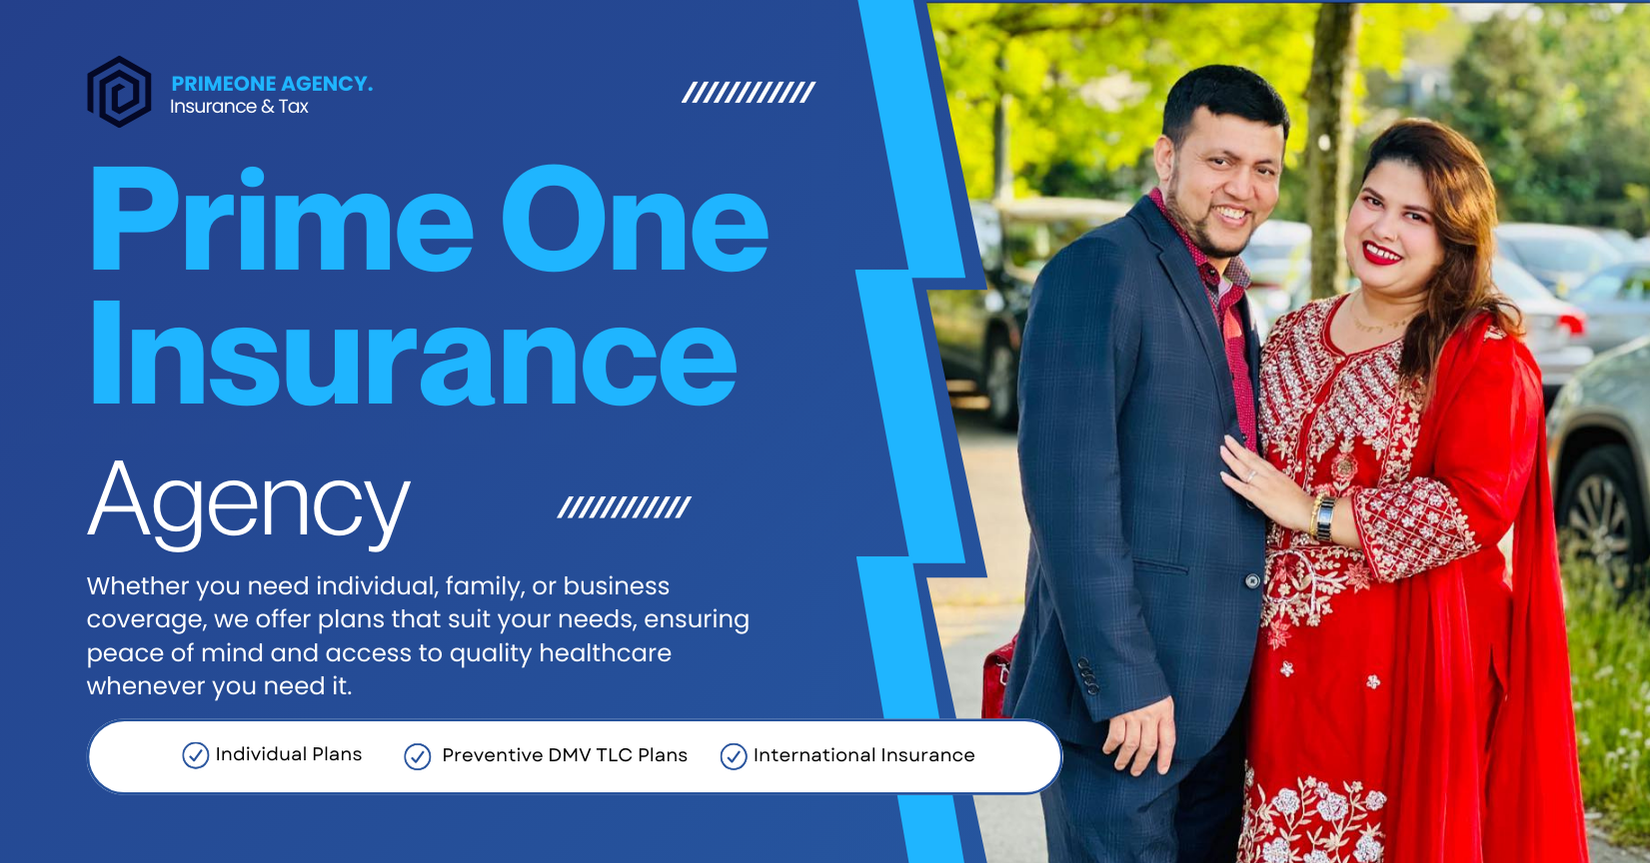 PRIMEONE AGENCY.
Insurance & Tax
Prime One
Insurance
Agency
Whether you need individual, family, or business
coverage, we offer plans that suit your needs, ensuring
peace of mind and access to quality healthcare
whenever you need it.
Individual Plans
Preventive DMV TLC Plans
International Insurance